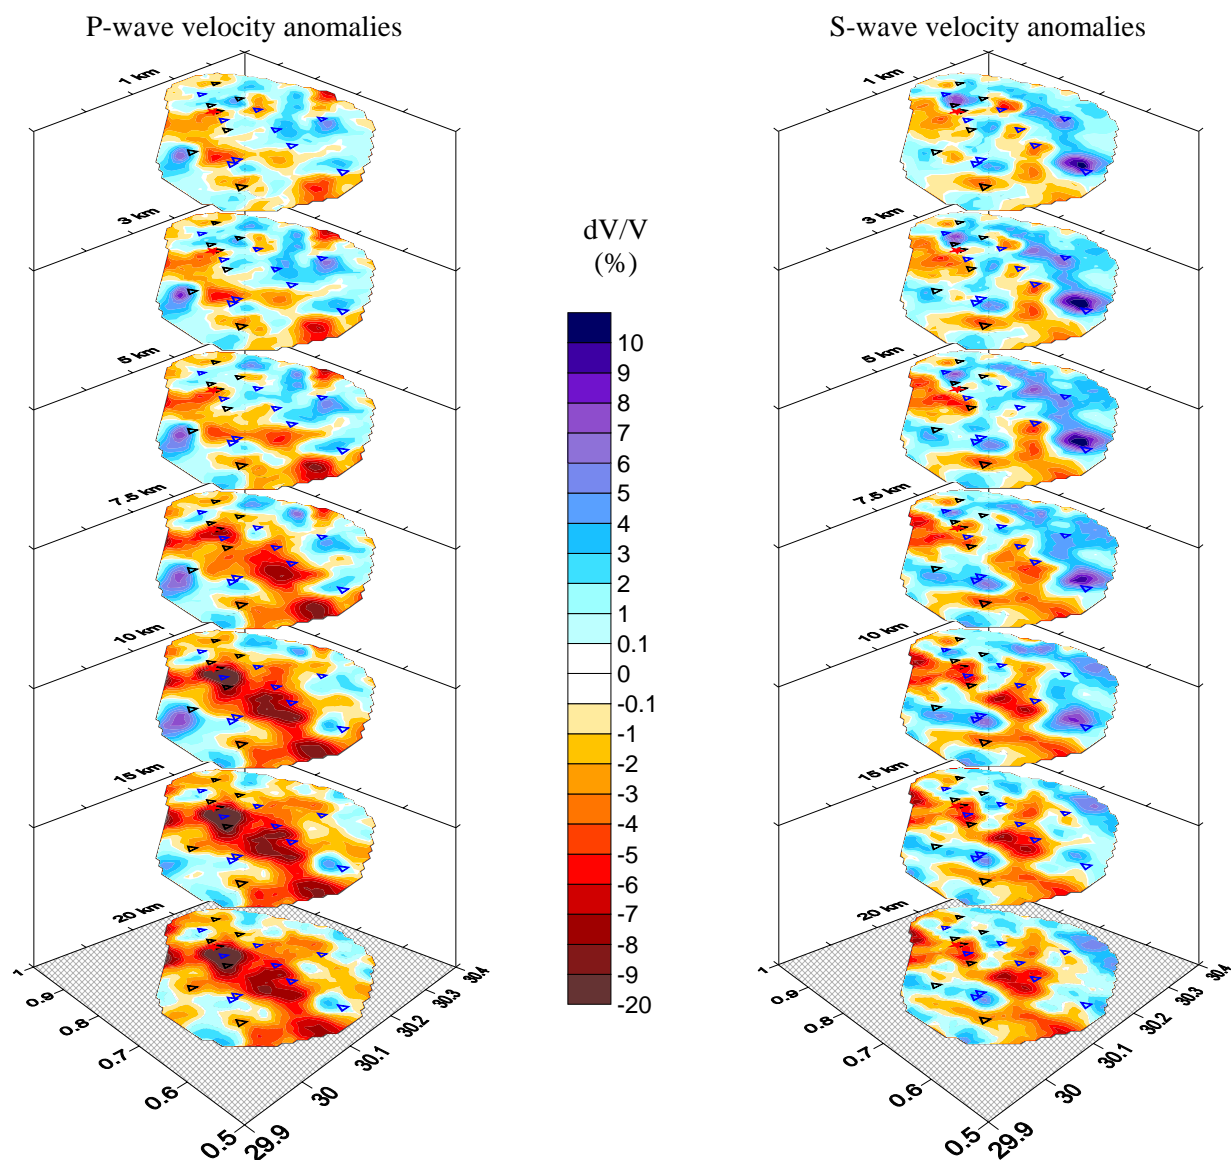 P-wave velocity anomalies
S-wave velocity anomalies
1 km
3 km
5 km
7.5 km
10 km
15 km
20 km
1
0.9
0.8
0.7
0.6
0.5
29.9
30
30.1
30.2
30.3
30.4
dV/V
(%)
10
9
8
7
6
5
4
3
2
1
0.1
0
-0.1
-1
-2
-3
-4
-5
-6
-7
-8
-9
-20
1 km
3 km
5 km
7.5 km
10 km
15 km
20 km
1
0.9
0.8
0.7
0.6
0.5
29.9
30
30.1
30.2
30.3
30.4